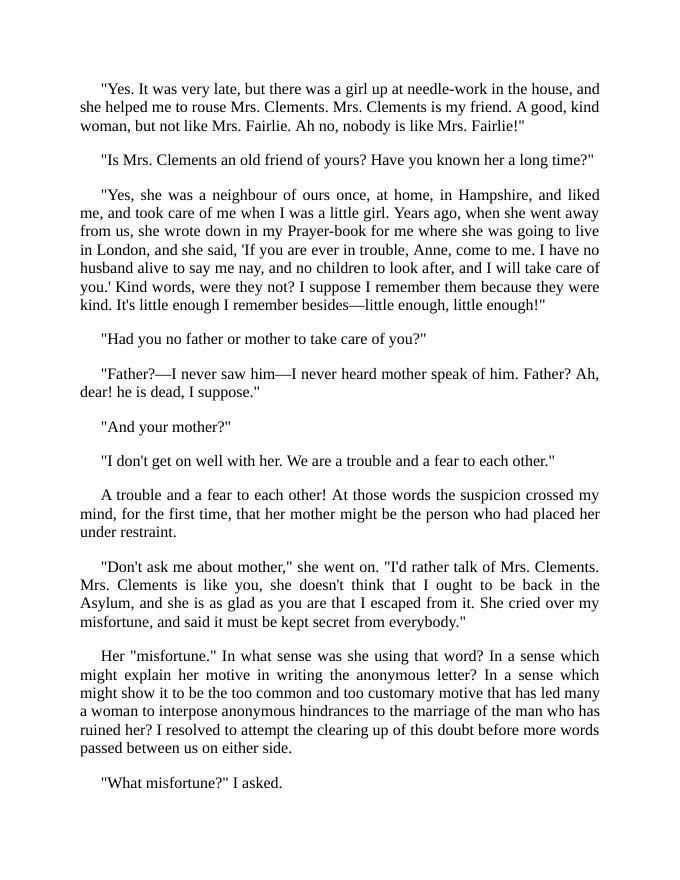 "Yes. It was very late, but there was a girl up at needle-work in the house, and
she helped me to rouse Mrs. Clements. Mrs. Clements is my friend. A good, kind
woman, but not like Mrs. Fairlie. Ah no, nobody is like Mrs. Fairlie!"
"Is Mrs. Clements an old friend of yours? Have you known her a long time?"
"Yes, she was a neighbour of ours once, at home, in Hampshire, and liked
me, and took care of me when I was a little girl. Years ago, when she went away
from us, she wrote down in my Prayer-book for me where she was going to live
in London, and she said, 'If you are ever in trouble, Anne, come to me. I have no
husband alive to say me nay, and no children to look after, and I will take care of
you.' Kind words, were they not? I suppose I remember them because they were
kind. It's little enough I remember besides—little enough, little enough!"
"Had you no father or mother to take care of you?"
"Father?—I never saw him—I never heard mother speak of him. Father? Ah,
dear! he is dead, I suppose."
"And your mother?"
"I don't get on well with her. We are a trouble and a fear to each other."
A trouble and a fear to each other! At those words the suspicion crossed my
mind, for the first time, that her mother might be the person who had placed her
under restraint.
"Don't ask me about mother," she went on. "I'd rather talk of Mrs. Clements.
Mrs. Clements is like you, she doesn't think that I ought to be back in the
Asylum, and she is as glad as you are that I escaped from it. She cried over my
misfortune, and said it must be kept secret from everybody."
Her "misfortune." In what sense was she using that word? In a sense which
might explain her motive in writing the anonymous letter? In a sense which
might show it to be the too common and too customary motive that has led many
a woman to interpose anonymous hindrances to the marriage of the man who has
ruined her? I resolved to attempt the clearing up of this doubt before more words
passed between us on either side.
"What misfortune?" I asked.